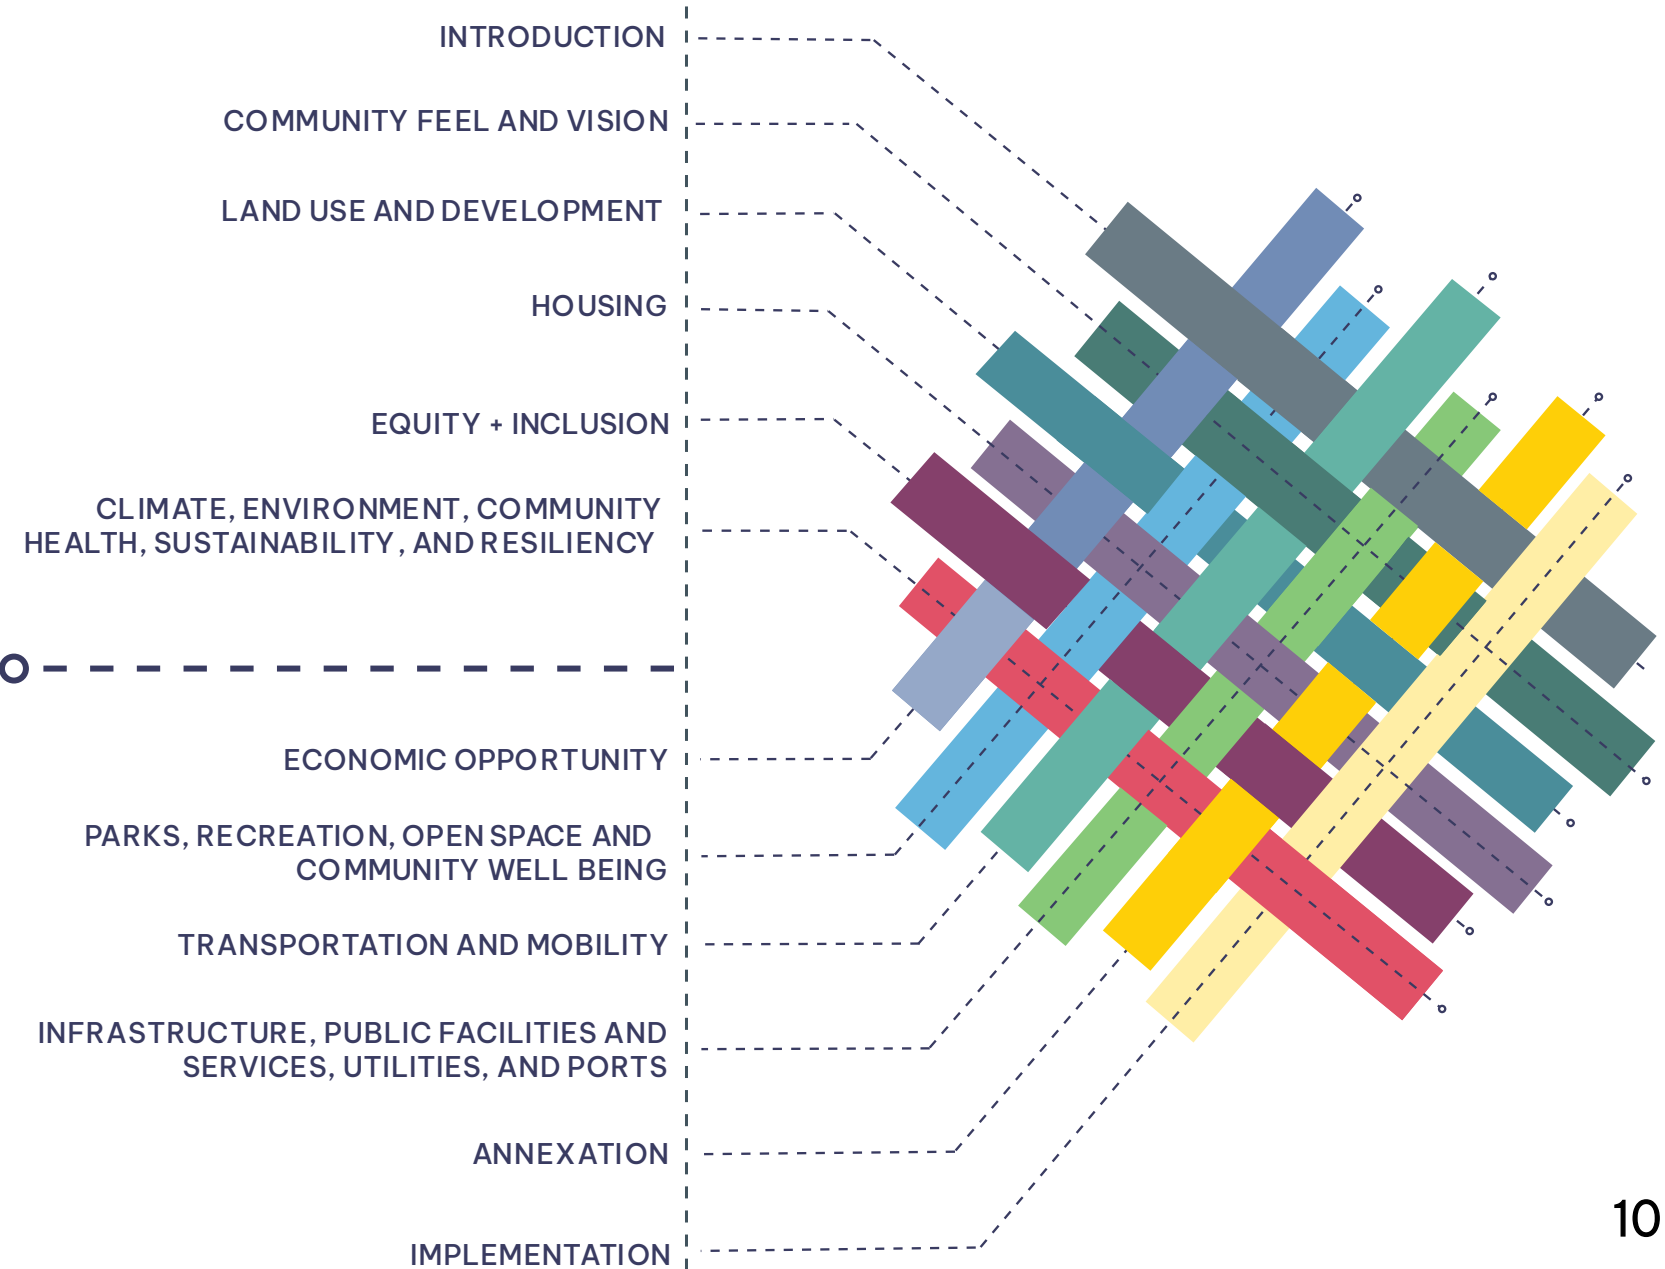 INTRODUCTION
COMMUNITY FEEL AND VISION
LAND USE AND DEVELOPMENT
HOUSING
EQUITY + INCLUSION
CLIMATE, ENVIRONMENT, COMMUNITY
HEALTH, SUSTAINABILITY, AND RESILIENCY
ECONOMIC OPPORTUNITY
PARKS, RECREATION, OPEN SPACE AND
COMMUNITY WELL BEING
TRANSPORTATION AND MOBILITY
INFRASTRUCTURE, PUBLIC FACILITIES AND
SERVICES, UTILITIES, AND PORTS
ANNEXATION
IMPLEMENTATION
10